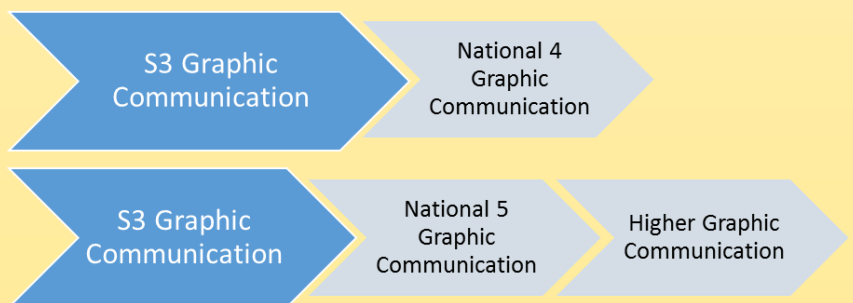 S3 Graphic
Communication
National 4
Graphic
Communication
S3 Graphic
Communication
National 5
Graphic
Communication
Higher Graphic
Communication